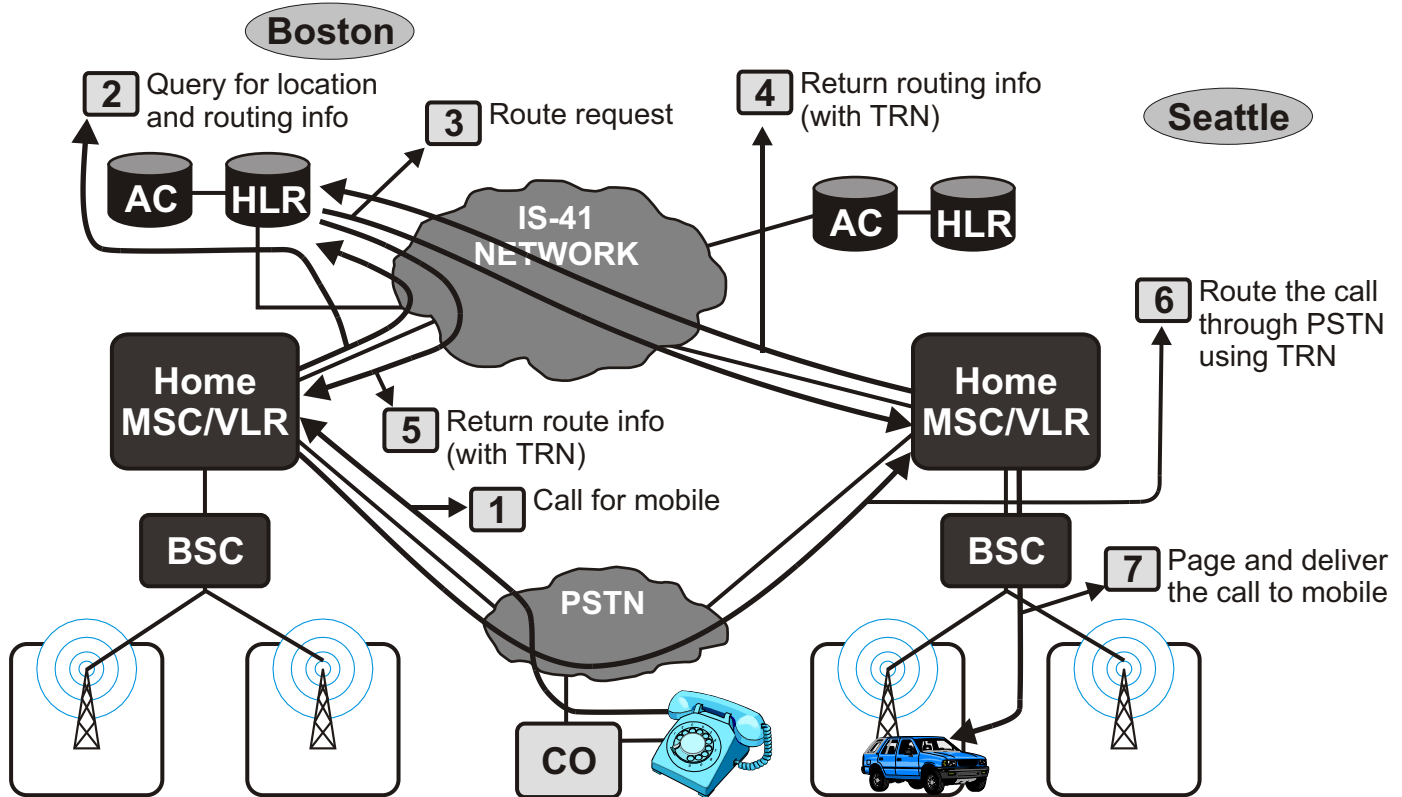 Boston
2
Query for location
and routing info
3
Route request
4
Return routing info
(with TRN)
Seattle
AC
HLR
IS-41
NETWORK
AC
HLR
6
Route the call
through PSTN
using TRN
Home
MSC/VLR
Home
MSC/VLR
5
Return route info
(with TRN)
1
Call for mobile
BSC
BSC
7
Page and deliver
the call to mobile
PSTN
CO